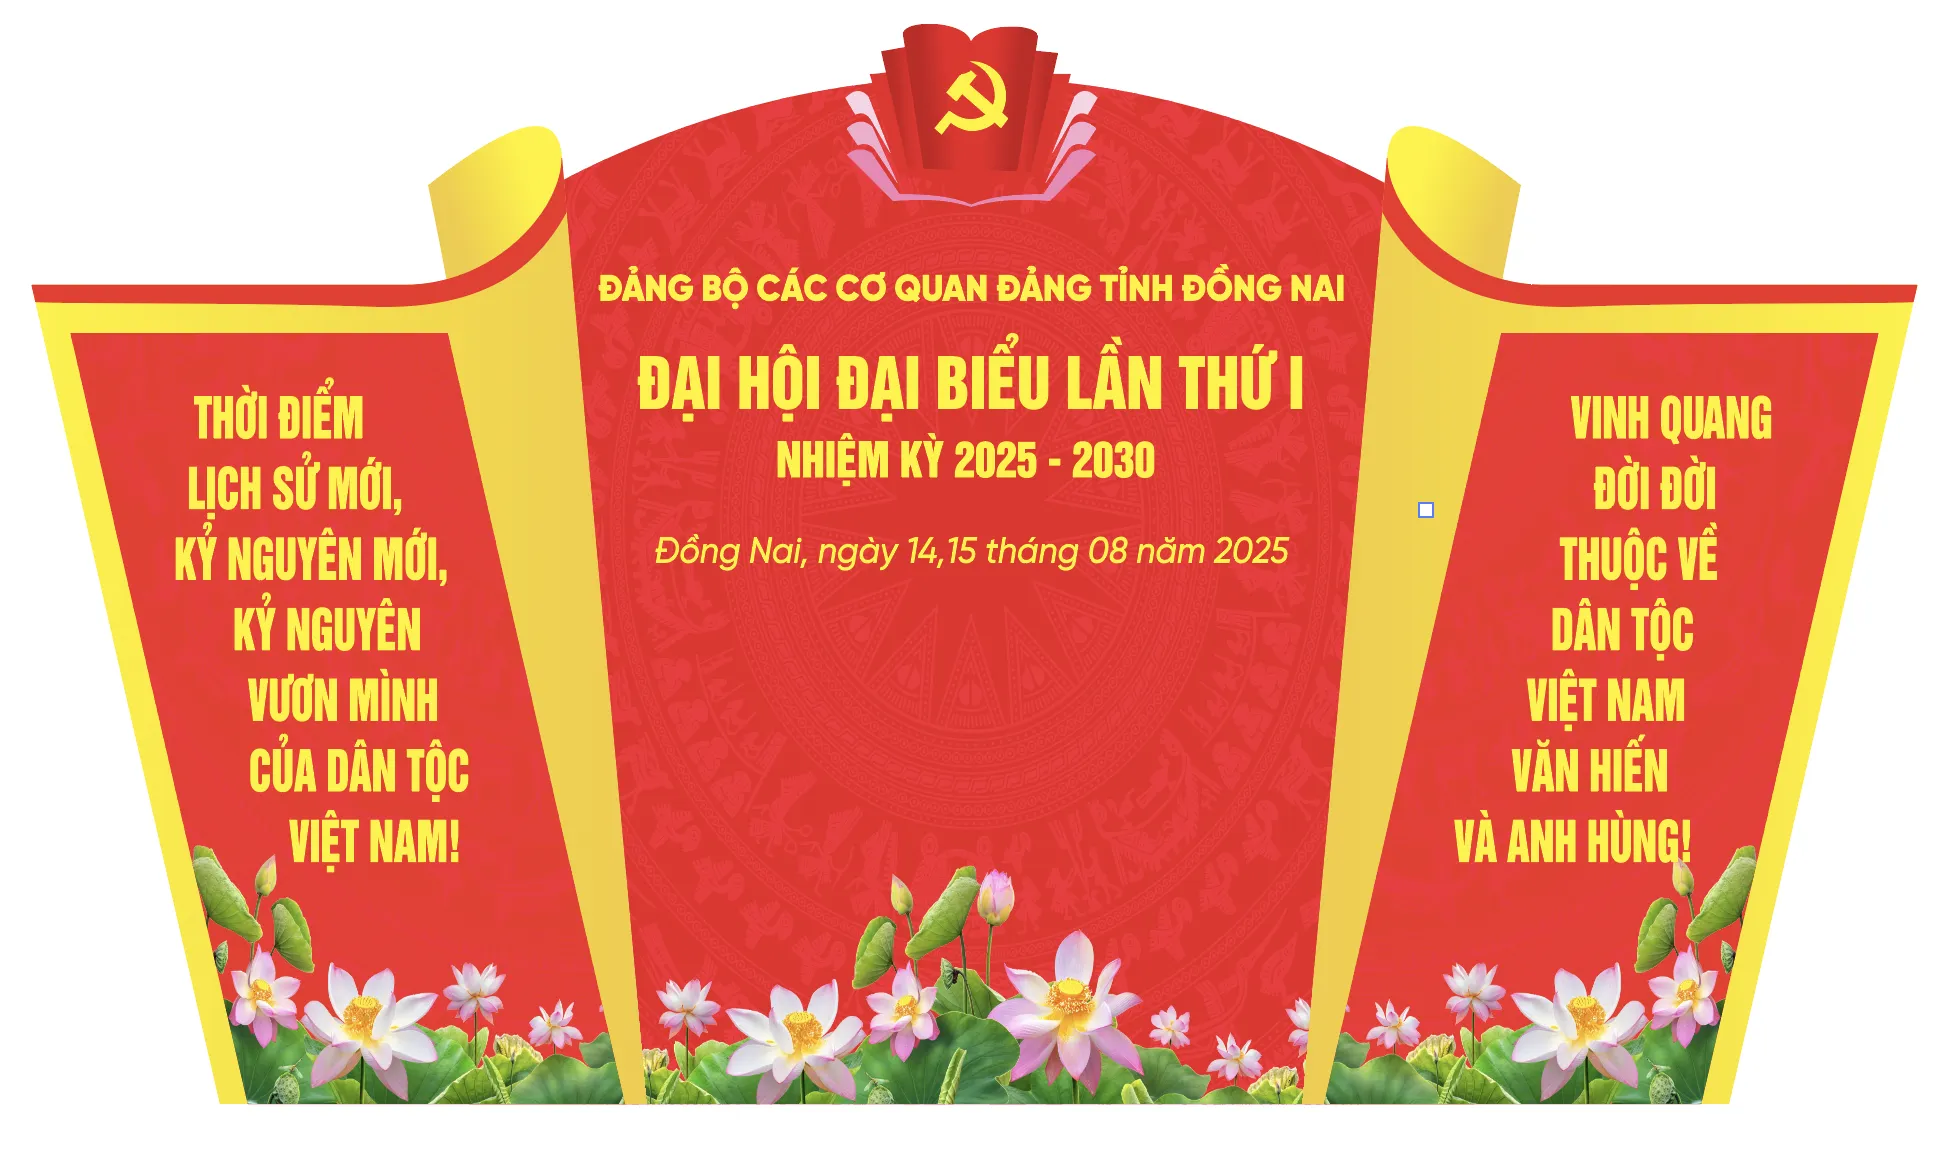 ĐẢNG BỘ CÁC CƠ QUAN ĐẢNG TỈNH ĐỒNG NAI
ĐẠI HỘI ĐẠI BIỂU LẦN THỨ I
NHIỆM KỲ 2025 - 2030
Đồng Nai, ngày 14,15 tháng 08 năm 2025
THỜI ĐIỂM
LỊCH SỬ MỚI,
KỶ NGUYÊN MỚI,
KỶ NGUYÊN
VƯƠN MÌNH
CỦA DÂN TỘC
VIỆT NAM!
VINH QUANG
ĐỜI ĐỜI
THUỘC VỀ
DÂN TỘC
VIỆT NAM
VĂN HIẾN
VÀ ANH HÙNG!